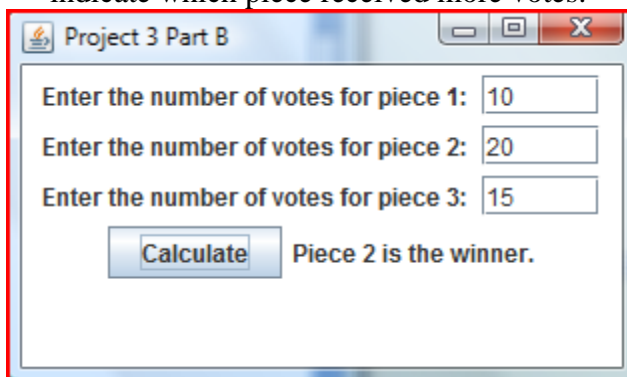 indicate which piece received more votes.
Project 3 Part B
Enter the number of votes for piece 1: 10
Enter the number of votes for piece 2: 20
Enter the number of votes for piece 3: 15
Calculate Piece 2 is the winner.